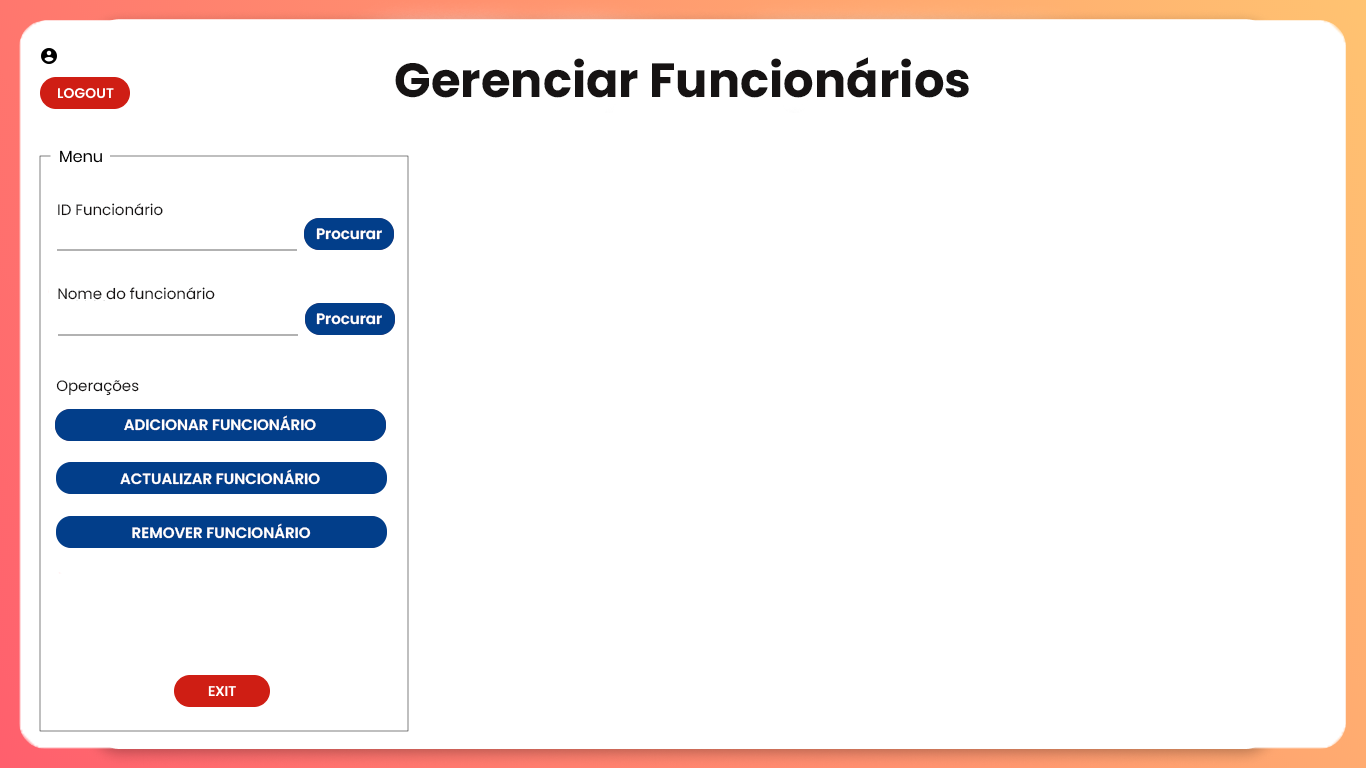 Gerenciar Funcionários
LOGOUT
Menu
ID Funcionário
Procurar
Nome do funcionário
Procurar
Operações
ADICIONAR FUNCIONÁRIO
ACTUALIZAR FUNCIONÁRIO
REMOVER FUNCIONÁRIO
EXIT